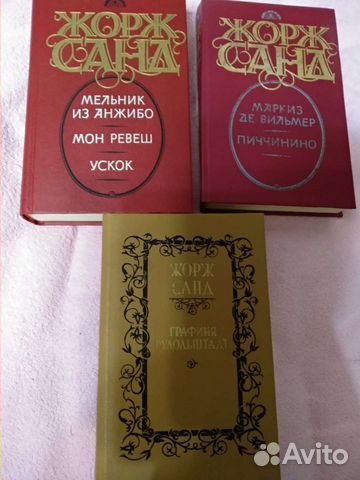 ЖОРЖ
САНД
МЕЛЬНИК
ИЗ АНЖИБО
МОН РЕВЕШ
УСКОК
ЖОРЖ
САНД
МАРКИЗ
ДЕ ВИЛЬМЕР
ПИЧЧИНИНО
ЖОРЖ
САНД
ГРАФИНЯ
РУДОЛЬШТАДТ
Avito